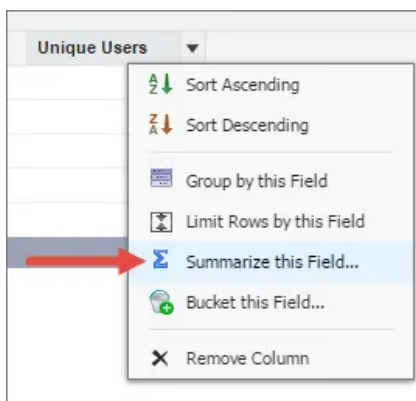 Unique Users
Sort Ascending
Sort Descending
Group by this Field
Limit Rows by this Field
Summarize this Field...
Bucket this Field...
Remove Column